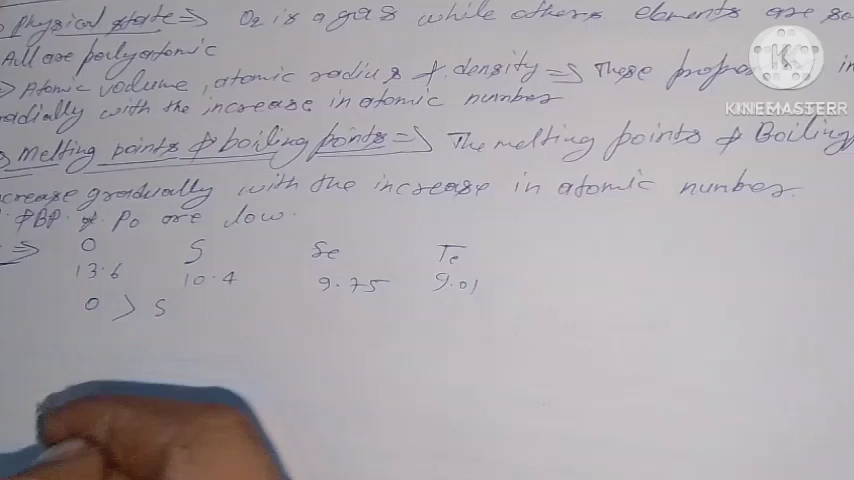 Physical state => O2 is a gas while others elements are so
All are polyatomic
=> Atomic volume, atomic radius & density => These prope in
radially with the increase in atomic number
=> melting points & boiling points => The melting points & Boiling
crease gradually with the increase in atomic number.
& BP of Po are low.
=> O S Se Te
13.6 10.4 9.75 9.01
O > S
KINEMASTER